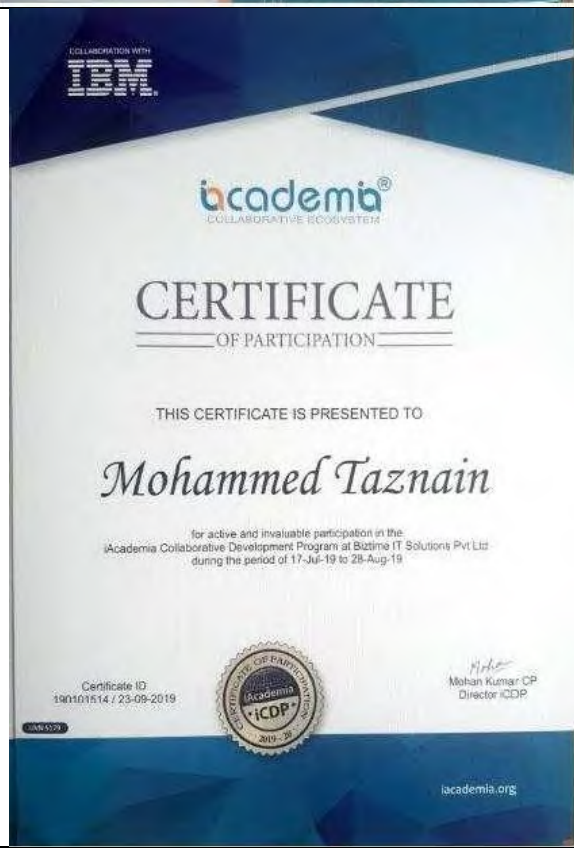 COLLABORATION WITH
IBM®
iacademia®
COLLABORATIVE ECOSYSTEM
CERTIFICATE
OF PARTICIPATION
THIS CERTIFICATE IS PRESENTED TO
Mohammed Taznain
for active and invaluable participation in the
iAcademia Collaborative Development Program at Biztime IT Solutions Pvt Ltd
during the period of 17-Jul-19 to 28-Aug-19
Certificate ID
190101514 / 23-09-2019
CERTIFICATE OF PARTICIPATION
iAcademia
iCDP
2019 - 20
Mohan
Mohan Kumar CP
Director iCDP
iacademia.org